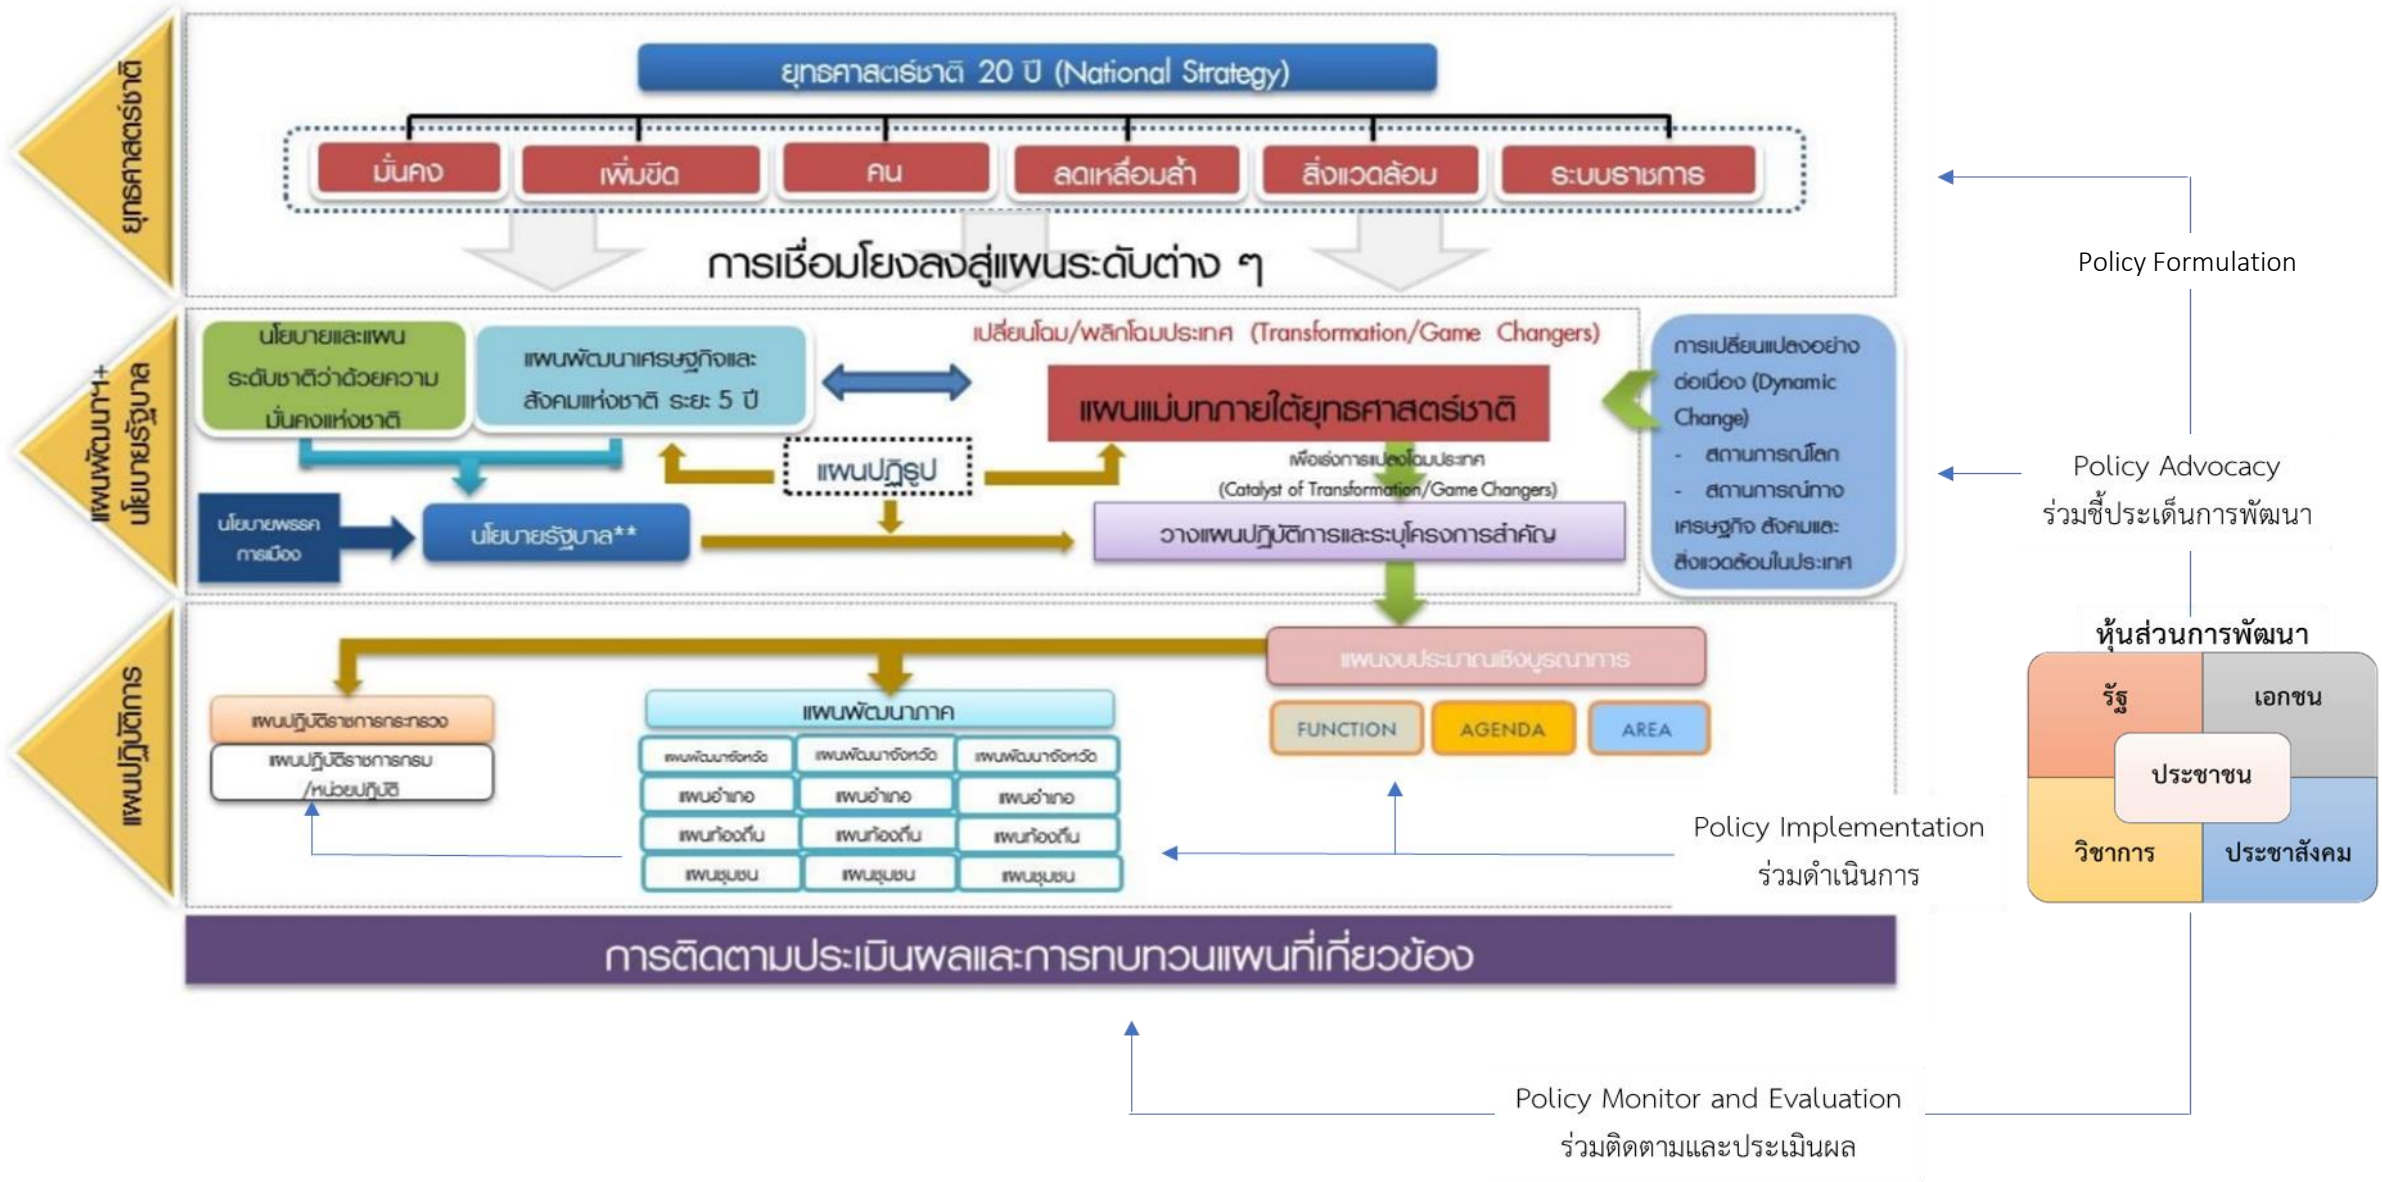 ยุทธศาสตร์ชาติ
ยุทธศาสตร์ชาติ 20 ปี (National Strategy)
มั่นคง
เพิ่มขีด
คน
ลดเหลื่อมล้ำ
สิ่งแวดล้อม
ระบบราชการ
การเชื่อมโยงลงสู่แผนระดับต่าง ๆ
Policy Formulation
แผนพัฒนาฯ+
นโยบายรัฐบาล
นโยบายและแผน
ระดับชาติว่าด้วยความ
มั่นคงแห่งชาติ
แผนพัฒนาเศรษฐกิจและ
สังคมแห่งชาติ ระยะ 5 ปี
เปลี่ยนโฉม/พลิกโฉมประเทศ (Transformation/Game Changers)
แผนแม่บทภายใต้ยุทธศาสตร์ชาติ
เพื่อเร่งการแปลงโฉมประเทศ
(Catalyst of Transformation/Game Changers)
แผนปฏิรูป
นโยบายพรรค
การเมือง
นโยบายรัฐบาล**
วางแผนปฏิบัติการและระบุโครงการสำคัญ
การเปลี่ยนแปลงอย่าง
ต่อเนื่อง (Dynamic
Change)
- สถานการณ์โลก
- สถานการณ์ทาง
เศรษฐกิจ สังคมและ
สิ่งแวดล้อมในประเทศ
Policy Advocacy
ร่วมชี้ประเด็นการพัฒนา
แผนปฏิบัติการ
แผนงบประมาณเชิงบูรณาการ
FUNCTION
AGENDA
AREA
แผนปฏิบัติราชการกระทรวง
แผนปฏิบัติราชการกรม
/หน่วยปฏิบัติ
แผนพัฒนาภาค
แผนพัฒนาจังหวัด แผนพัฒนาจังหวัด แผนพัฒนาจังหวัด
แผนอำเภอ แผนอำเภอ แผนอำเภอ
แผนท้องถิ่น แผนท้องถิ่น แผนท้องถิ่น
แผนชุมชน แผนชุมชน แผนชุมชน
Policy Implementation
ร่วมดำเนินการ
หุ้นส่วนการพัฒนา
รัฐ
เอกชน
ประชาชน
วิชาการ
ประชาสังคม
การติดตามประเมินผลและการทบทวนแผนที่เกี่ยวข้อง
Policy Monitor and Evaluation
ร่วมติดตามและประเมินผล